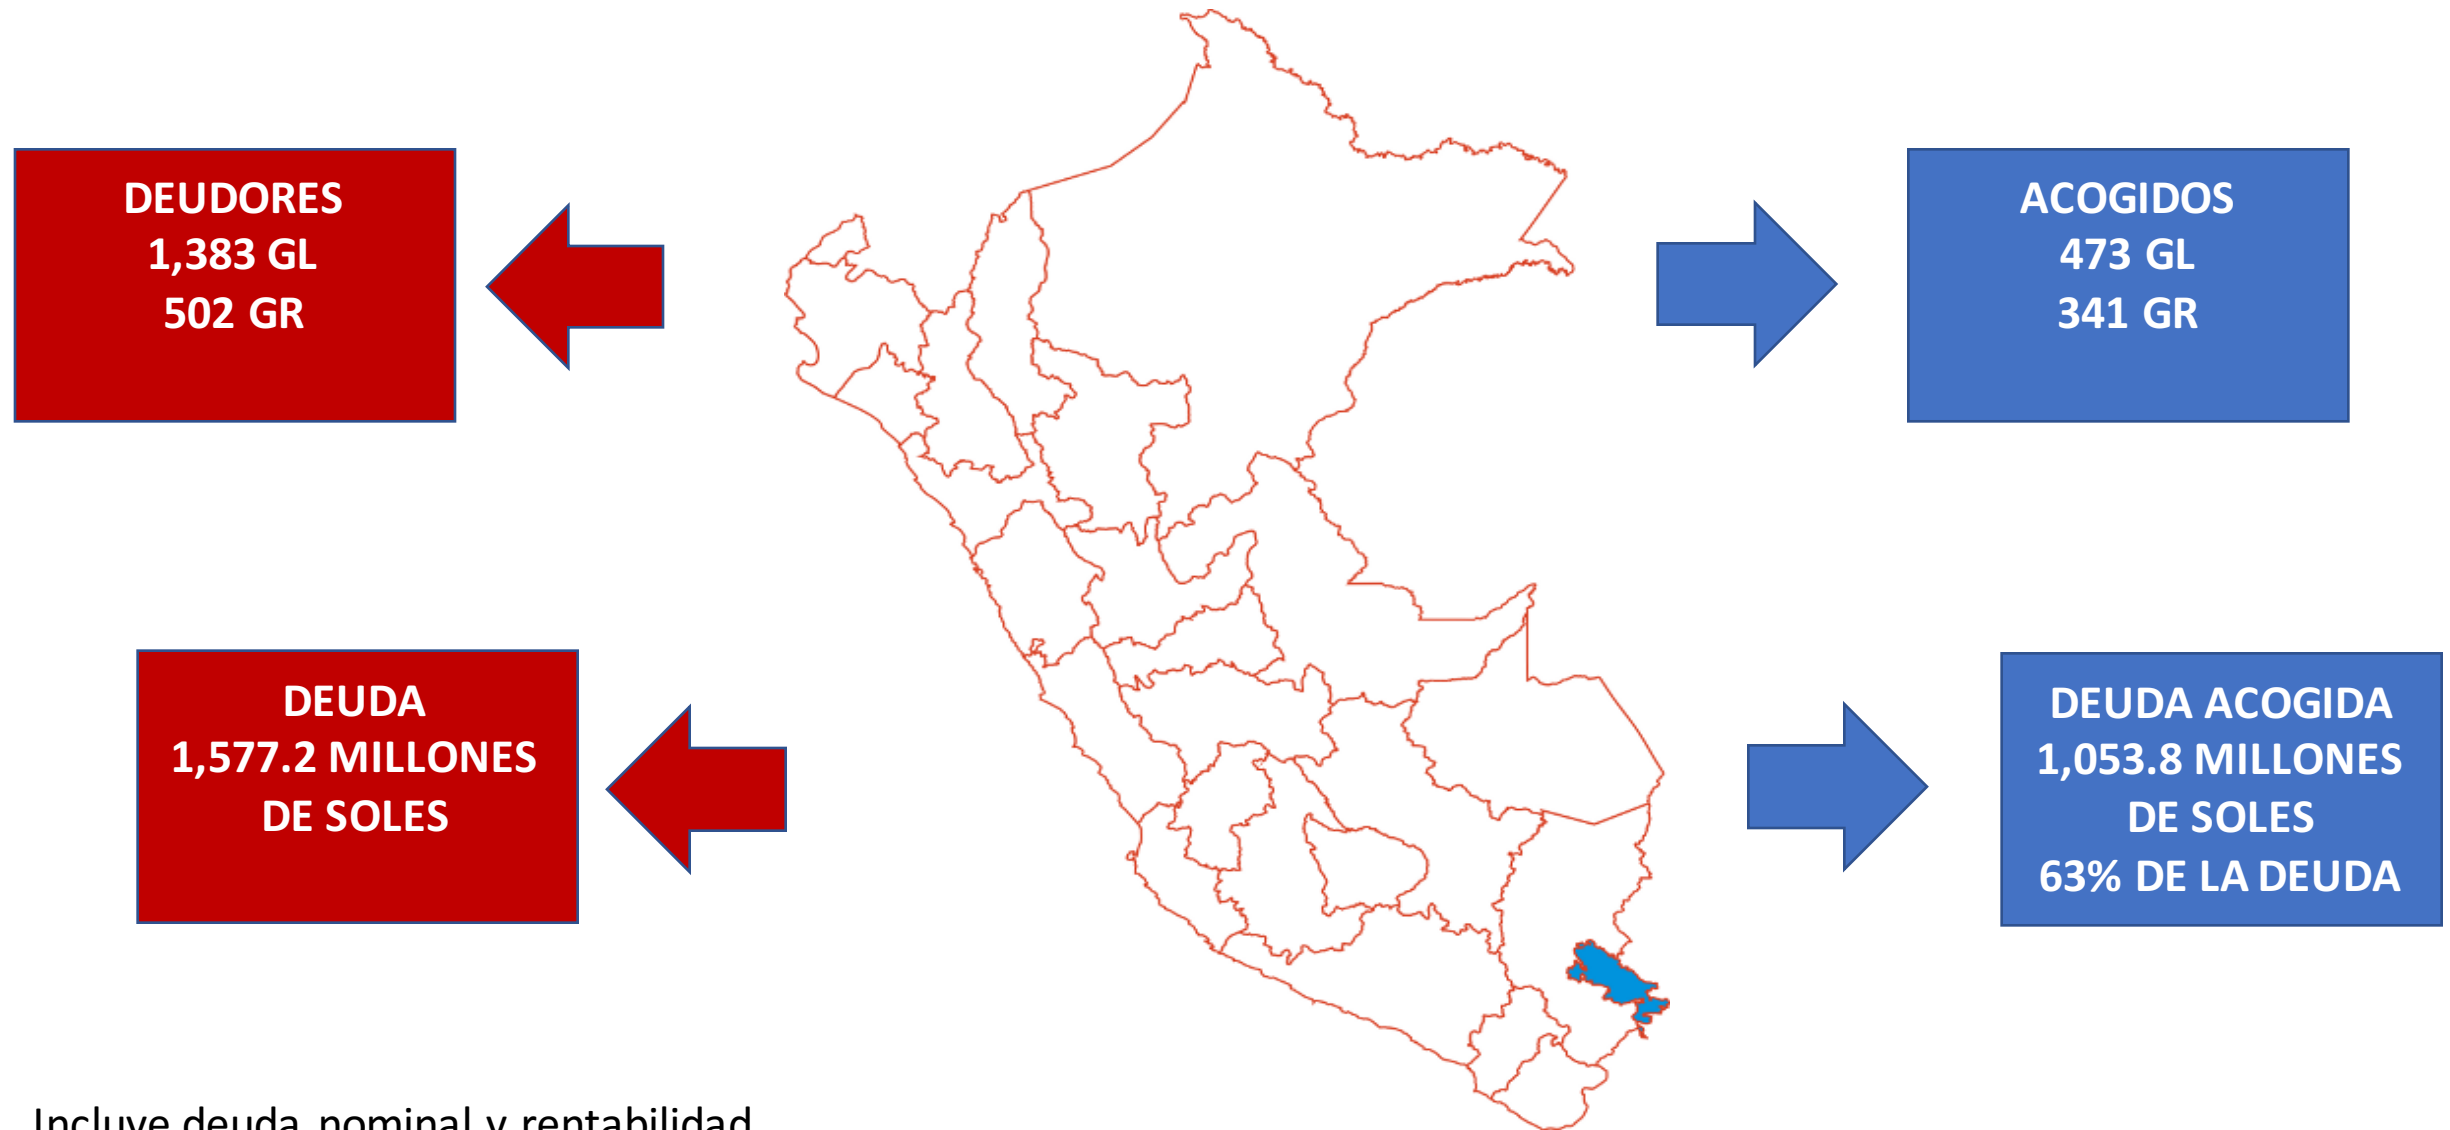 DEUDORES
1,383 GL
502 GR
ACOGIDOS
473 GL
341 GR
DEUDA
1,577.2 MILLONES
DE SOLES
DEUDA ACOGIDA
1,053.8 MILLONES
DE SOLES
63% DE LA DEUDA
Incluye deuda nominal y rentabilidad